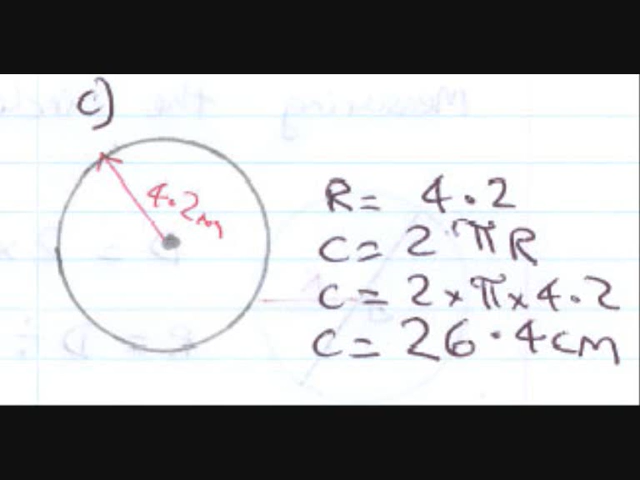 c)
4.2cm
R= 4.2
C= 2πR
C= 2×π×4.2
C= 26.4cm